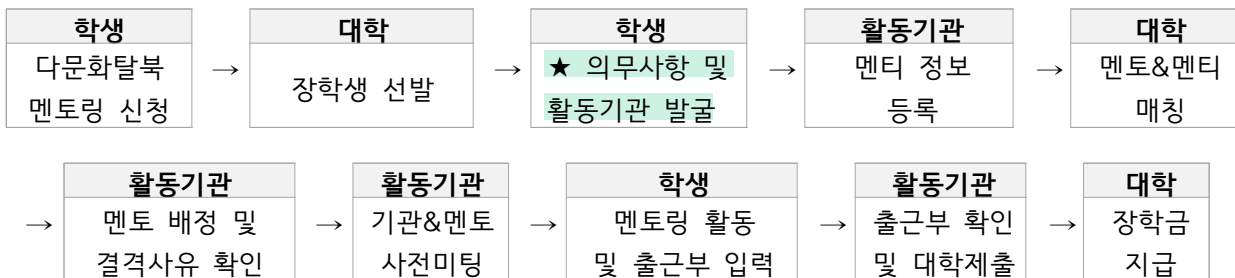 학생
다문화탈북
멘토링 신청
→
대학
장학생 선발
→
학생
★ 의무사항 및
활동기관 발굴
→
활동기관
멘티 정보
등록
→
대학
멘토&멘티
매칭
→
활동기관
멘토 배정 및
결격사유 확인
→
활동기관
기관&멘토
사전미팅
→
학생
멘토링 활동
및 출근부 입력
→
활동기관
출근부 확인
및 대학제출
→
대학
장학금
지급